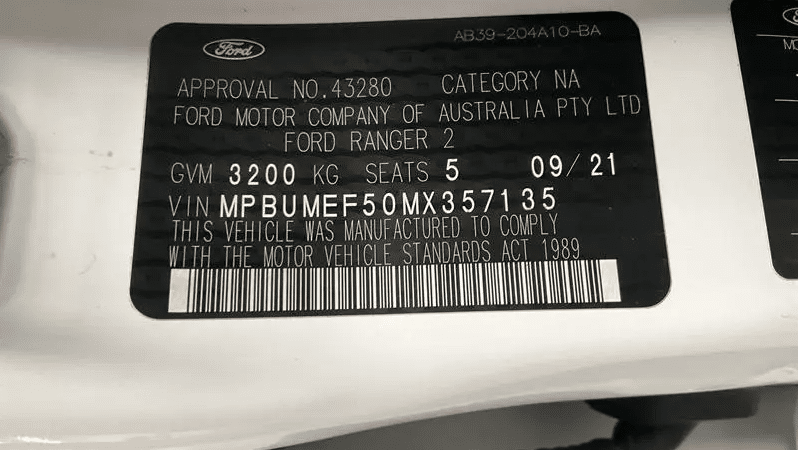 Ford
AB39-204A10-BA
APPROVAL NO.43280 CATEGORY NA
FORD MOTOR COMPANY OF AUSTRALIA PTY LTD
FORD RANGER 2
GVM 3200 KG SEATS 5 09/21
VIN MPBUMEF50MX357135
THIS VEHICLE WAS MANUFACTURED TO COMPLY
WITH THE MOTOR VEHICLE STANDARDS ACT 1989